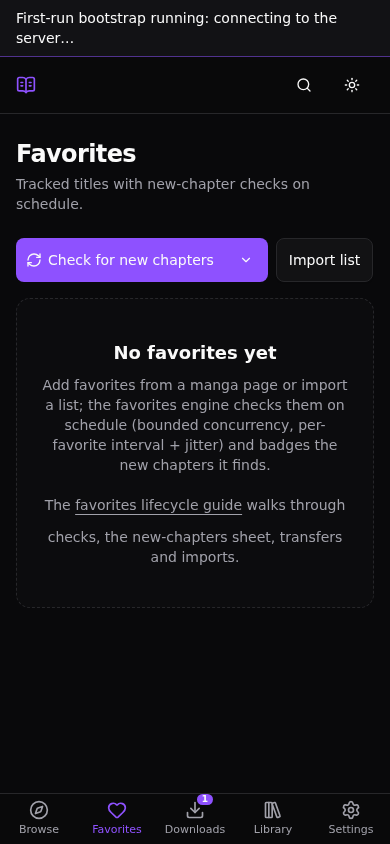 First-run bootstrap running: connecting to the
server…
Favorites
Tracked titles with new-chapter checks on
schedule.
Check for new chapters
Import list
No favorites yet
Add favorites from a manga page or import
a list; the favorites engine checks them on
schedule (bounded concurrency, per-
favorite interval + jitter) and badges the
new chapters it finds.
The favorites lifecycle guide walks through
checks, the new-chapters sheet, transfers
and imports.
1
Browse
Favorites
Downloads
Library
Settings